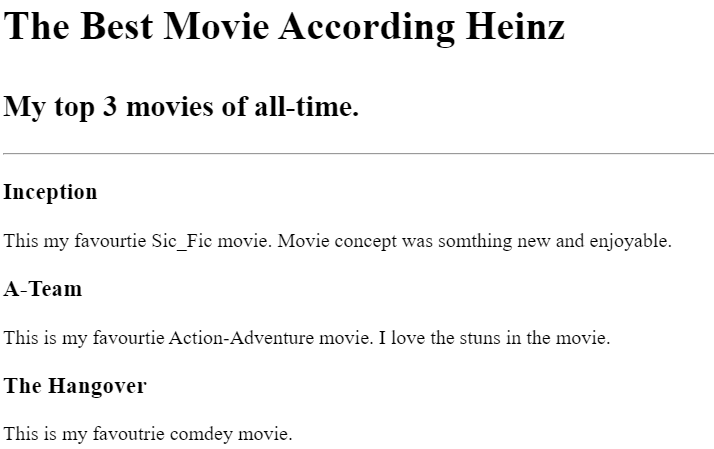 The Best Movie According Heinz
My top 3 movies of all-time.
Inception
This my favourtie Sic_Fic movie. Movie concept was somthing new and enjoyable.
A-Team
This is my favourtie Action-Adventure movie. I love the stuns in the movie.
The Hangover
This is my favoutrie comdey movie.